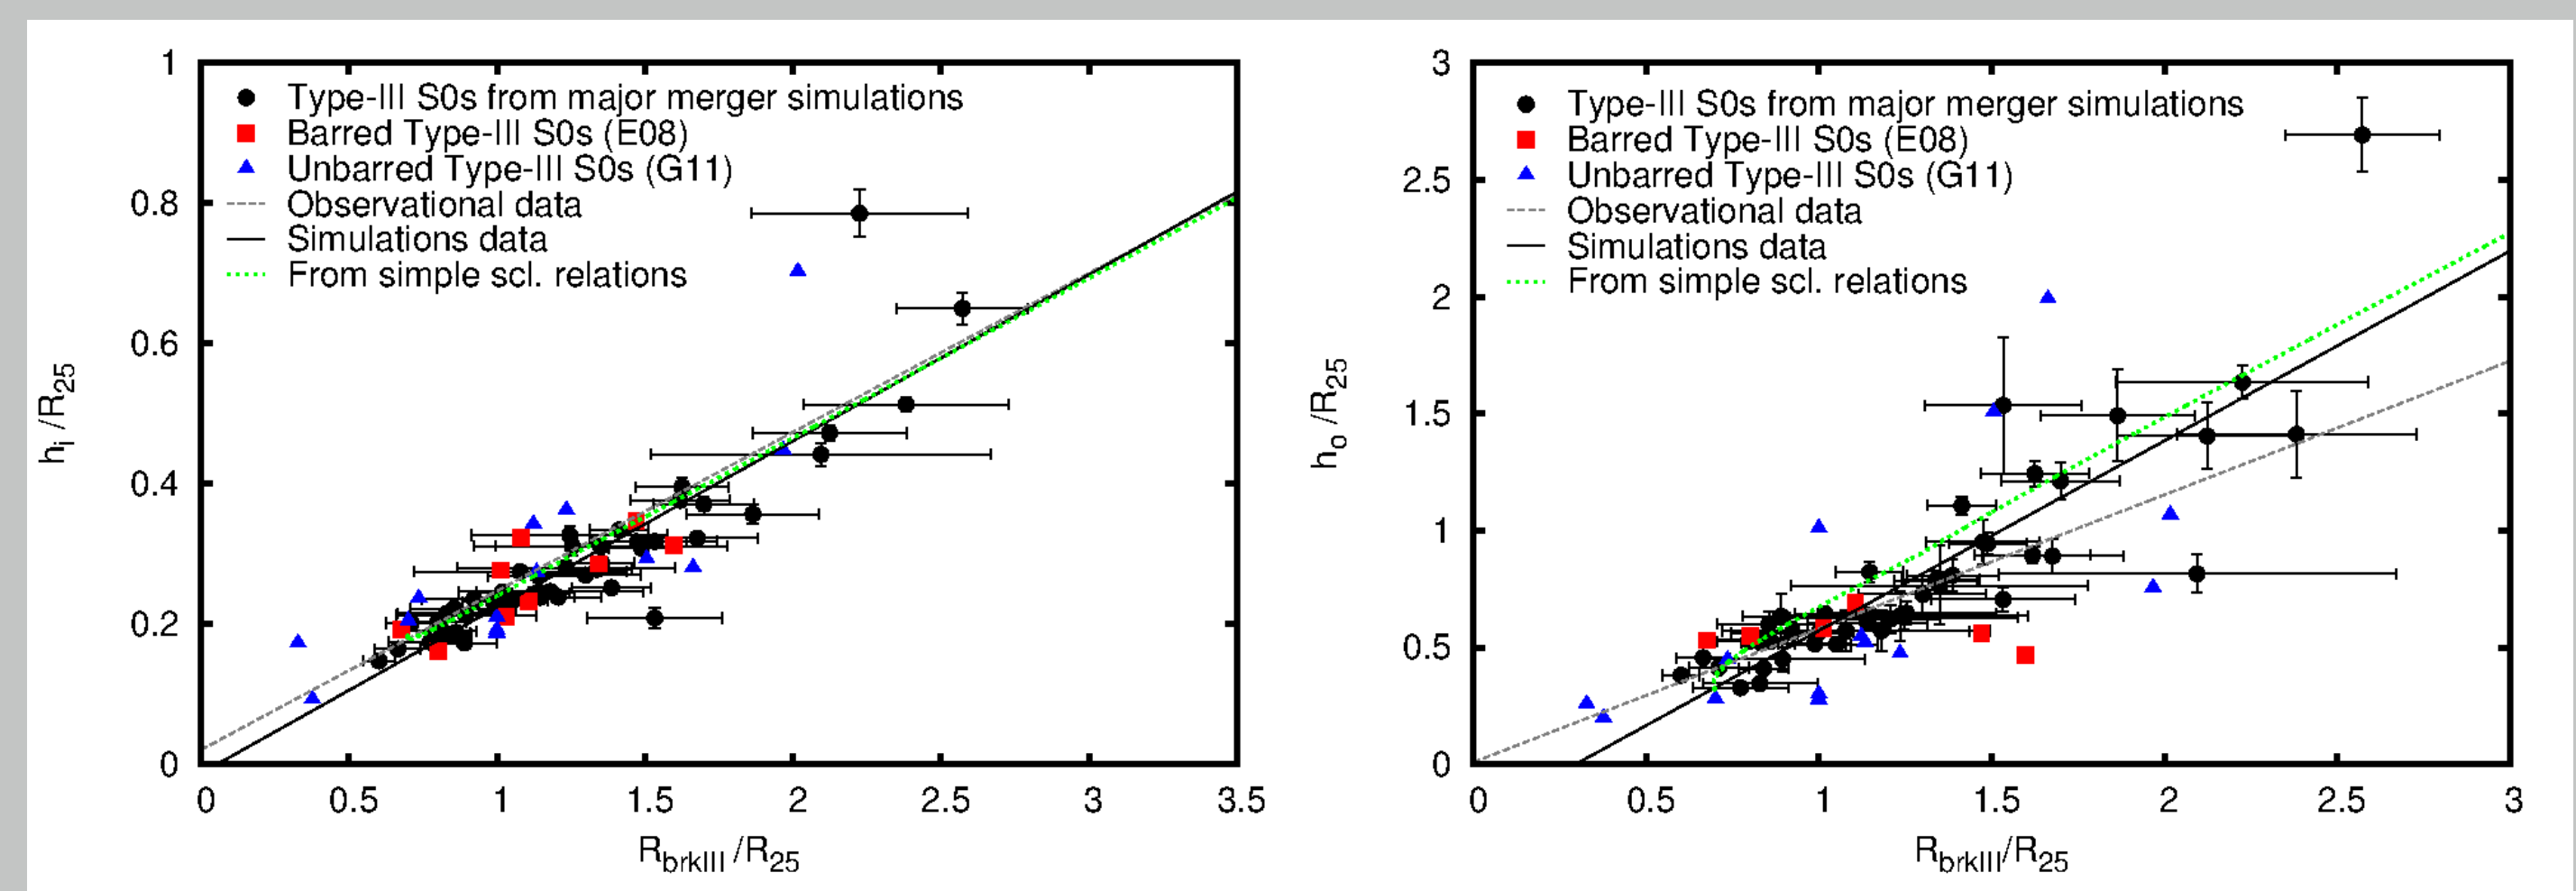 1
0.8
0.6
0.4
0.2
0
h_i /R_25
Type-III S0s from major merger simulations
Barred Type-III S0s (E08)
Unbarred Type-III S0s (G11)
Observational data
Simulations data
From simple scl. relations
0 0.5 1 1.5 2 2.5 3 3.5
R_brkIII /R_25
3
2.5
2
1.5
1
0.5
0
h_o /R_25
Type-III S0s from major merger simulations
Barred Type-III S0s (E08)
Unbarred Type-III S0s (G11)
Observational data
Simulations data
From simple scl. relations
0 0.5 1 1.5 2 2.5 3
R_brkIII/R_25